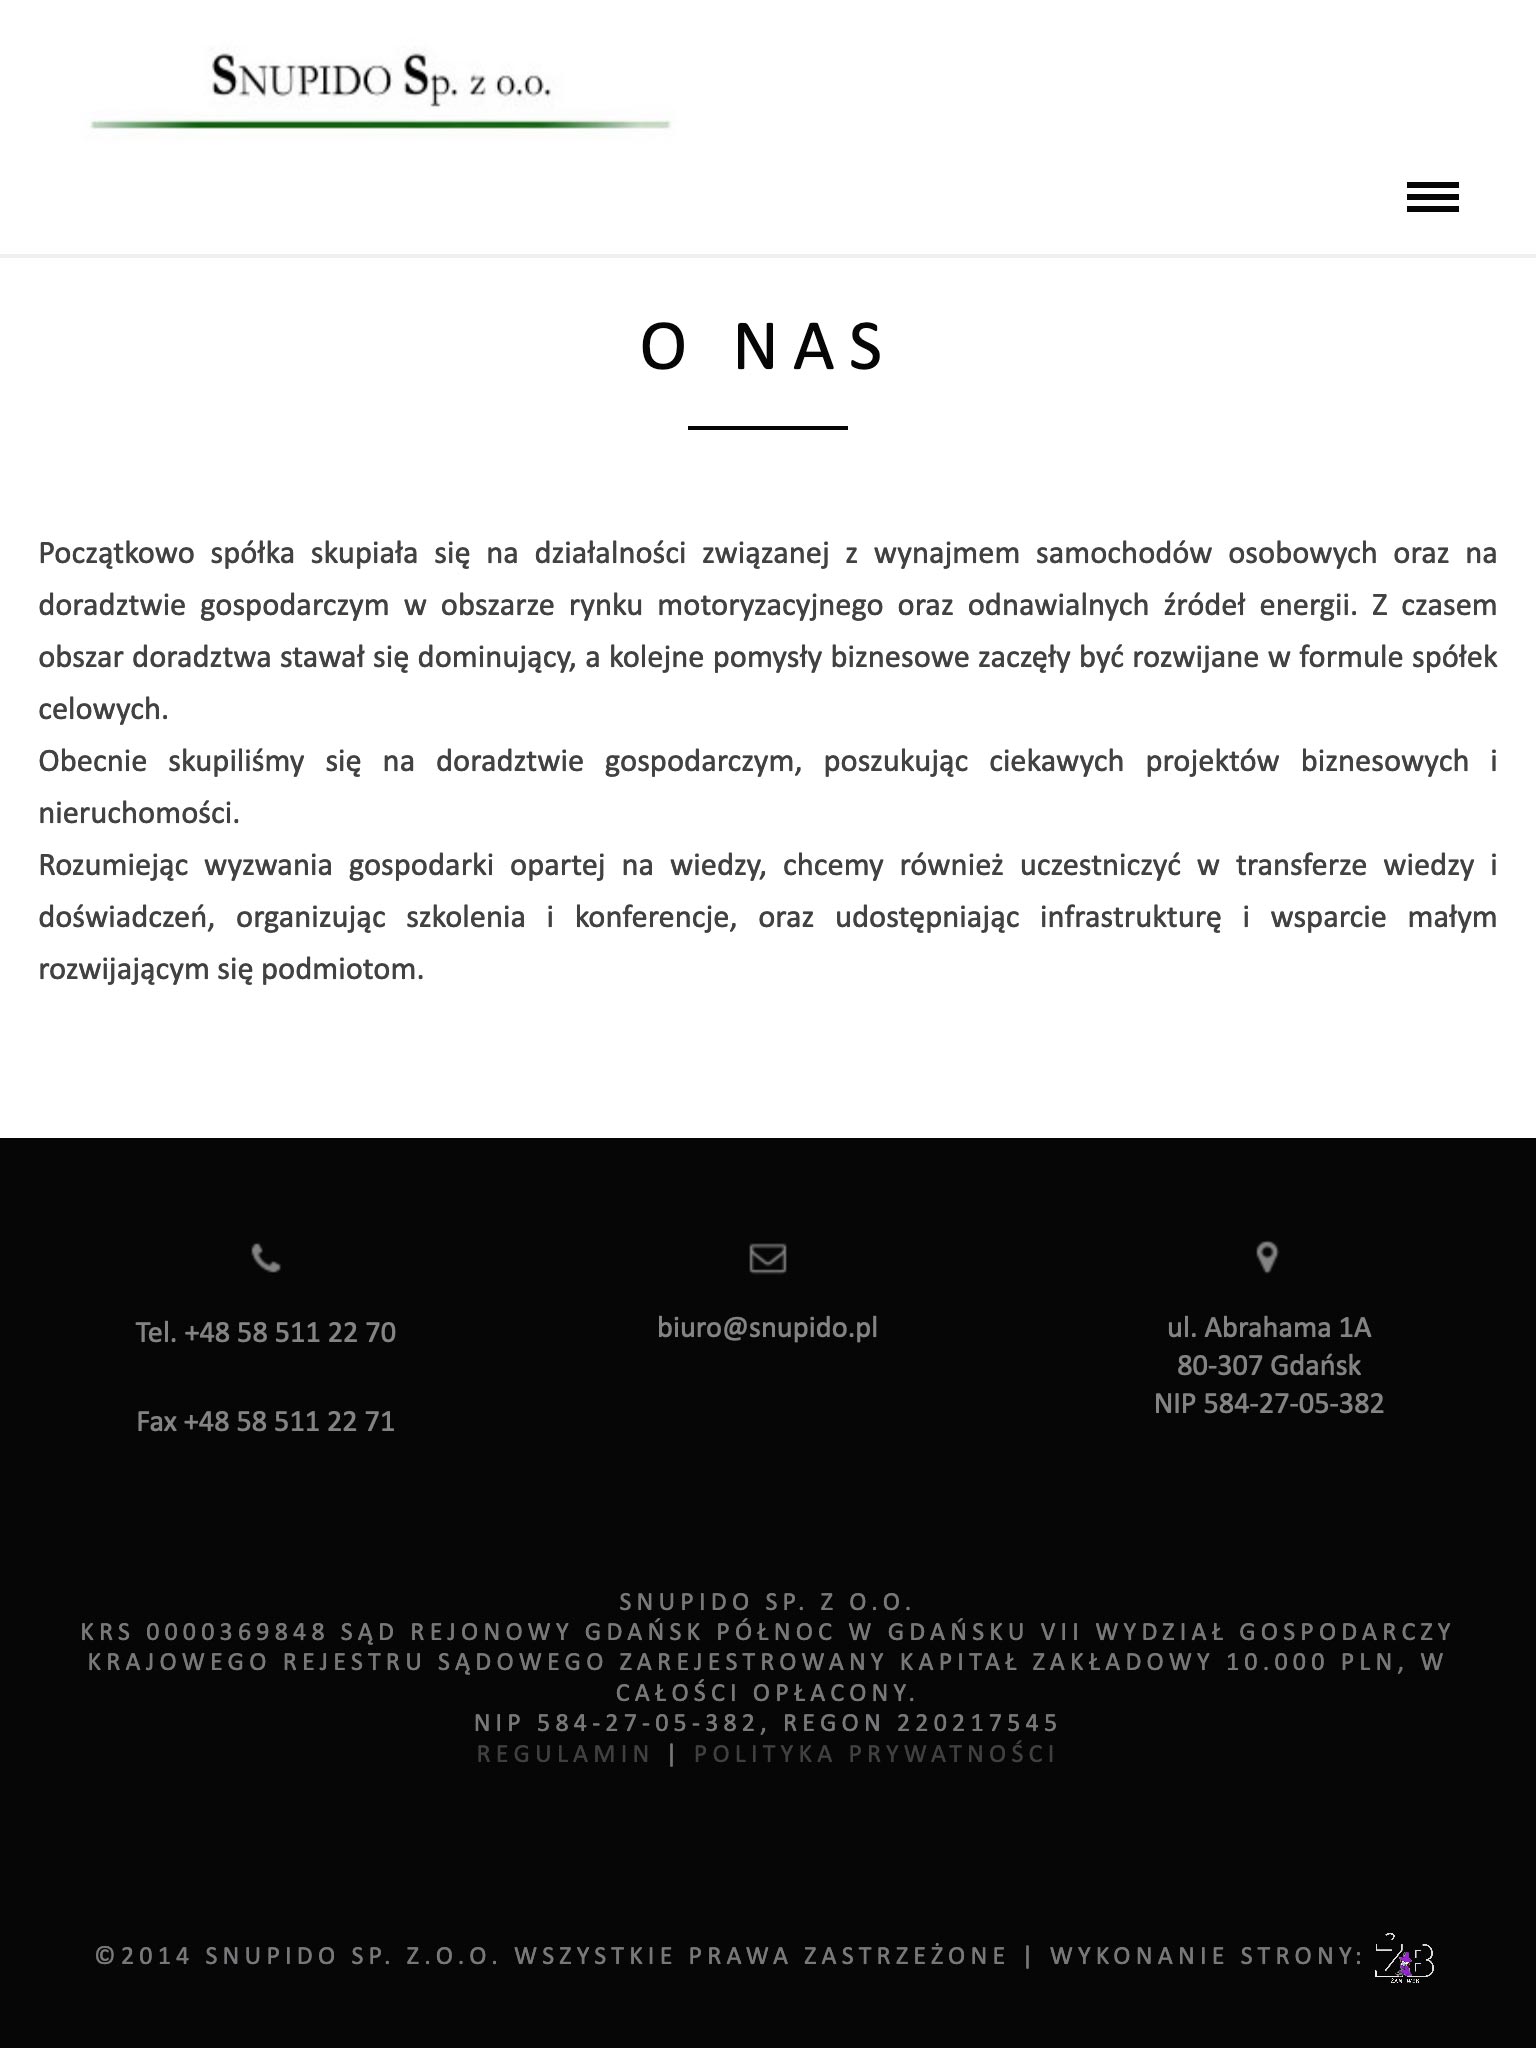 SNUPIDO Sp. z o.o.
O NAS
Początkowo spółka skupiała się na działalności związanej z wynajmem samochodów osobowych oraz na
doradztwie gospodarczym w obszarze rynku motoryzacyjnego oraz odnawialnych źródeł energii. Z czasem
obszar doradztwa stawał się dominujący, a kolejne pomysły biznesowe zaczęły być rozwijane w formule spółek
celowych.
Obecnie skupiliśmy się na doradztwie gospodarczym, poszukując ciekawych projektów biznesowych i
nieruchomości.
Rozumiejąc wyzwania gospodarki opartej na wiedzy, chcemy również uczestniczyć w transferze wiedzy i
doświadczeń, organizując szkolenia i konferencje, oraz udostępniając infrastrukturę i wsparcie małym
rozwijającym się podmiotom.
Tel. +48 58 511 22 70
Fax +48 58 511 22 71
biuro@snupido.pl
ul. Abrahama 1A
80-307 Gdańsk
NIP 584-27-05-382
SNUPIDO SP. Z O.O.
KRS 0000369848 SĄD REJONOWY GDAŃSK PÓŁNOC W GDAŃSKU VII WYDZIAŁ GOSPODARCZY
KRAJOWEGO REJESTRU SĄDOWEGO ZAREJESTROWANY KAPITAŁ ZAKŁADOWY 10.000 PLN, W
CAŁOŚCI OPŁACONY.
NIP 584-27-05-382, REGON 220217545
REGULAMIN | POLITYKA PRYWATNOŚCI
©2014 SNUPIDO SP. Z.O.O. WSZYSTKIE PRAWA ZASTRZEŻONE | WYKONANIE STRONY: